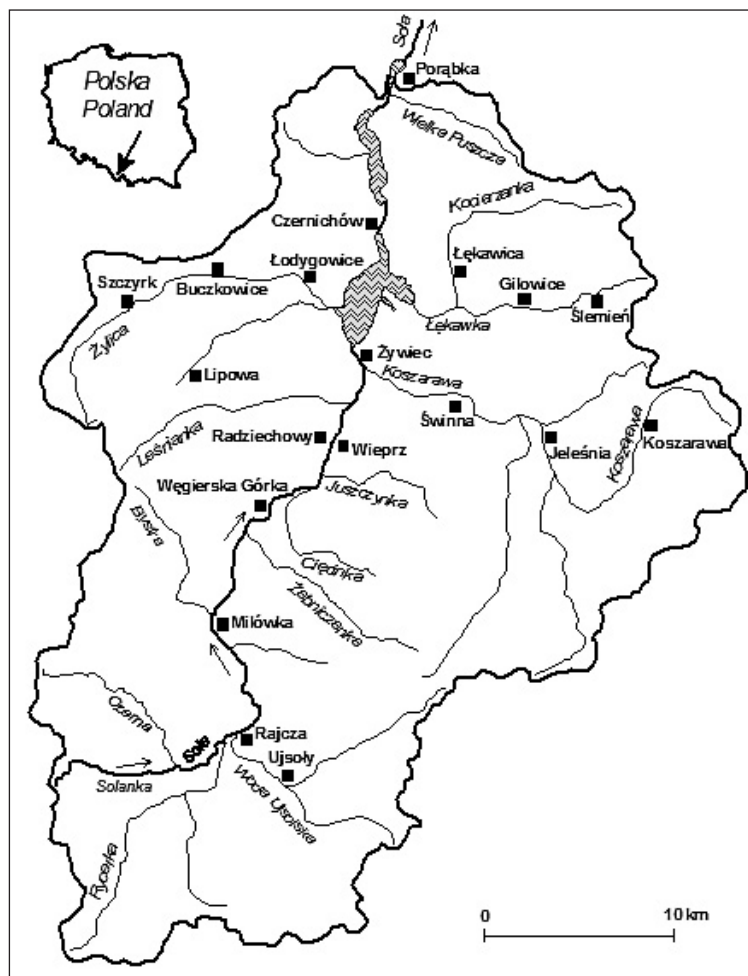 Polska
Poland
Soła
Porąbka
Wielka Puszcza
Kocierzanka
Czernichów
Łękawica
Łodygowice
Gilowice
Szczyrk
Buczkowice
Ślemień
Łękawka
Żylica
Żywiec
Koszarawa
Lipowa
Świnna
Leśnianka
Radziechowy
Wieprz
Jeleśnia
Koszarawa
Koszarawa
Węgierska Górka
Juszczynka
Bystra
Cięcinka
Żabniczanka
Milówka
Czerna
Soła
Rajcza
Ujsoły
Solanka
Woda Ujsolska
Rycerka
0
10 km